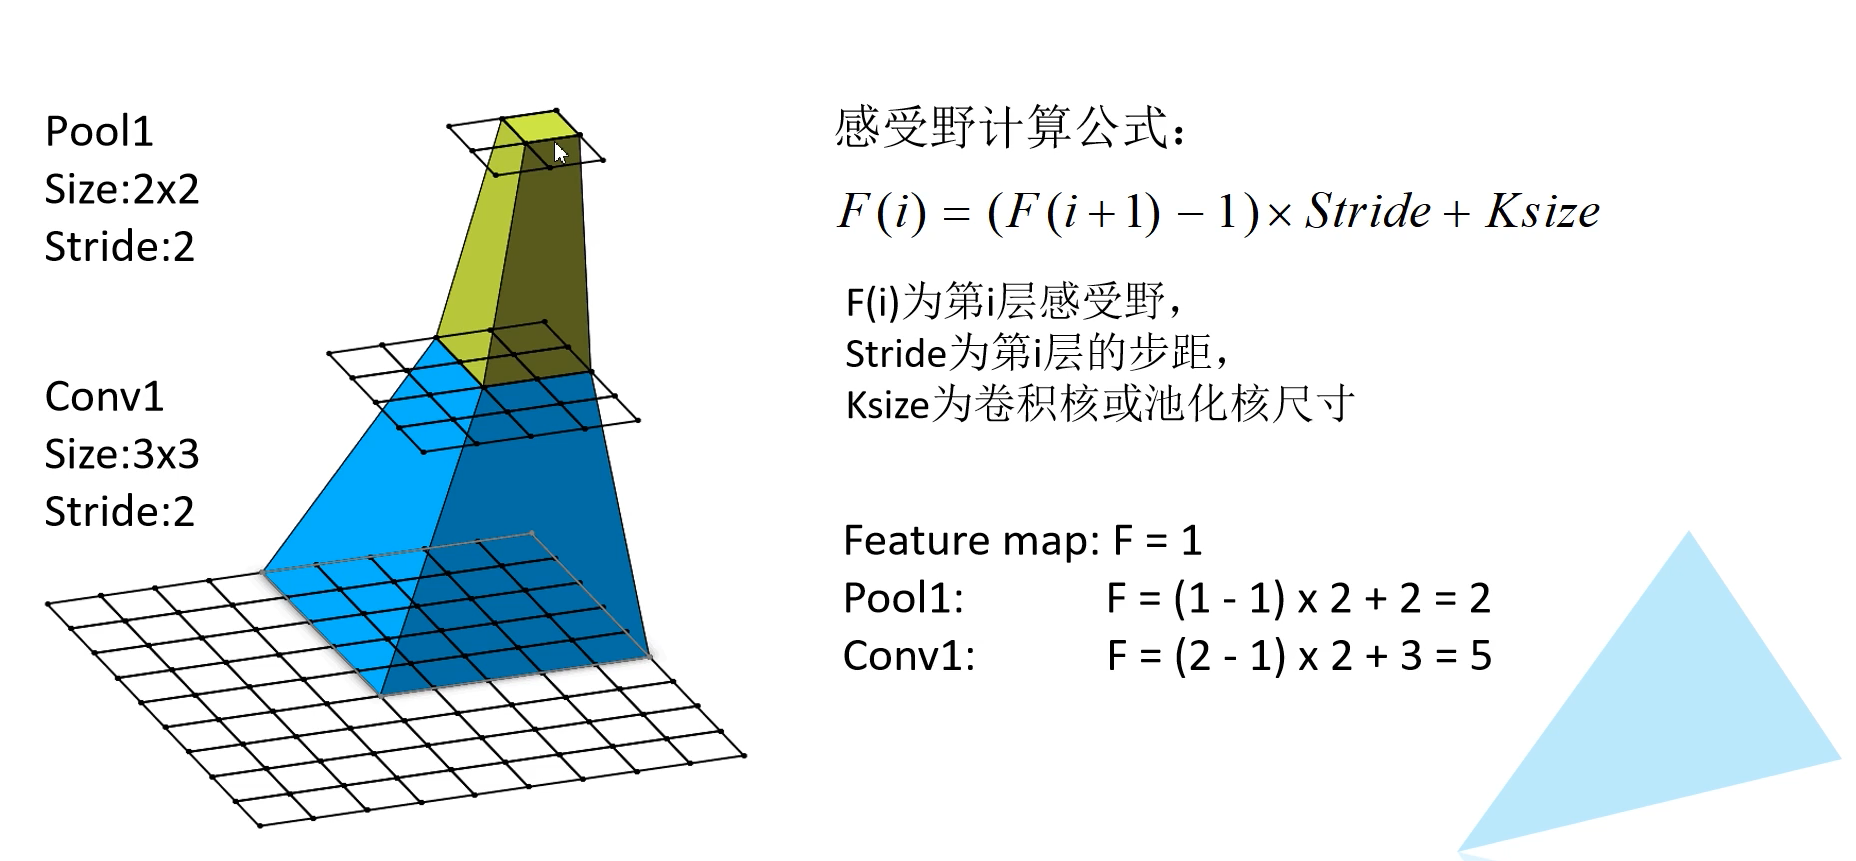 Pool1
Size:2x2
Stride:2
Conv1
Size:3x3
Stride:2
感受野计算公式：
F(i) = (F(i+1) − 1)× Stride + Ksize
F(i)为第i层感受野，
Stride为第i层的步距，
Ksize为卷积核或池化核尺寸
Feature map: F = 1
Pool1: F = (1 - 1) x 2 + 2 = 2
Conv1: F = (2 - 1) x 2 + 3 = 5